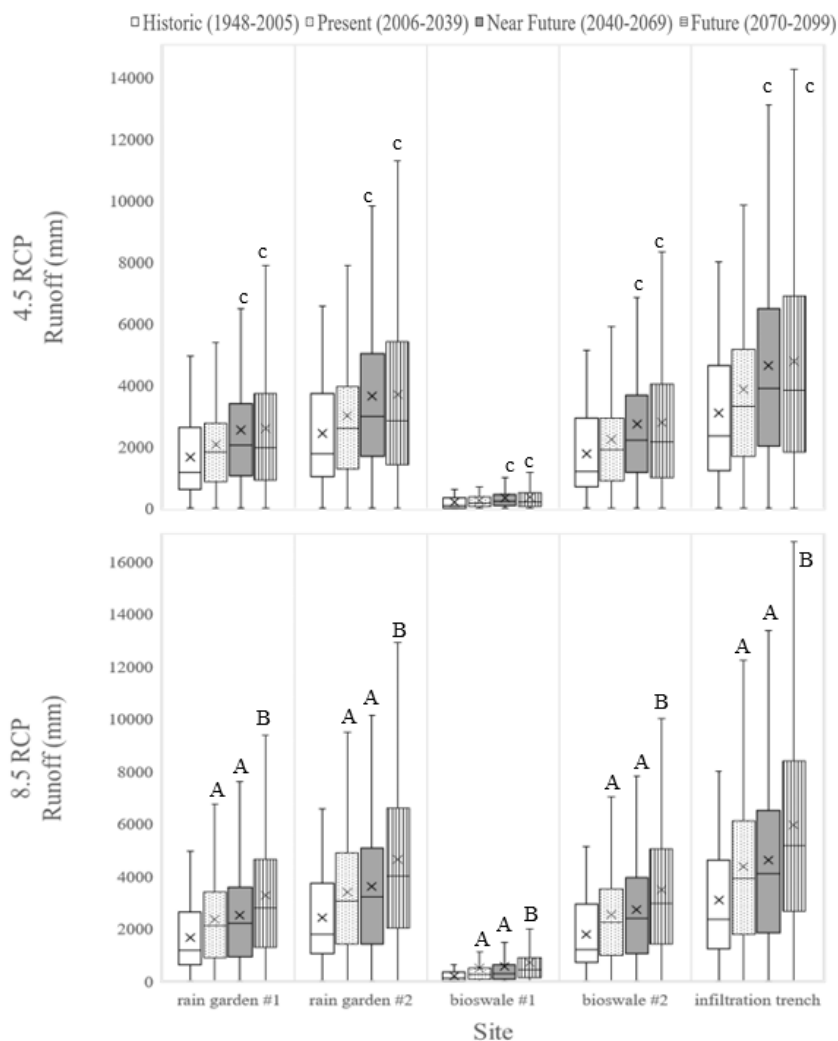 Historic (1948-2005) Present (2006-2039) Near Future (2040-2069) Future (2070-2099)
4.5 RCP
Runoff (mm)
14000
12000
10000
8000
6000
4000
2000
0
c c
c c
c c
c c
c c
8.5 RCP
Runoff (mm)
16000
14000
12000
10000
8000
6000
4000
2000
0
A A B
A A B
A A B
A A B
A A B
rain garden #1 rain garden #2 bioswale #1 bioswale #2 infiltration trench
Site